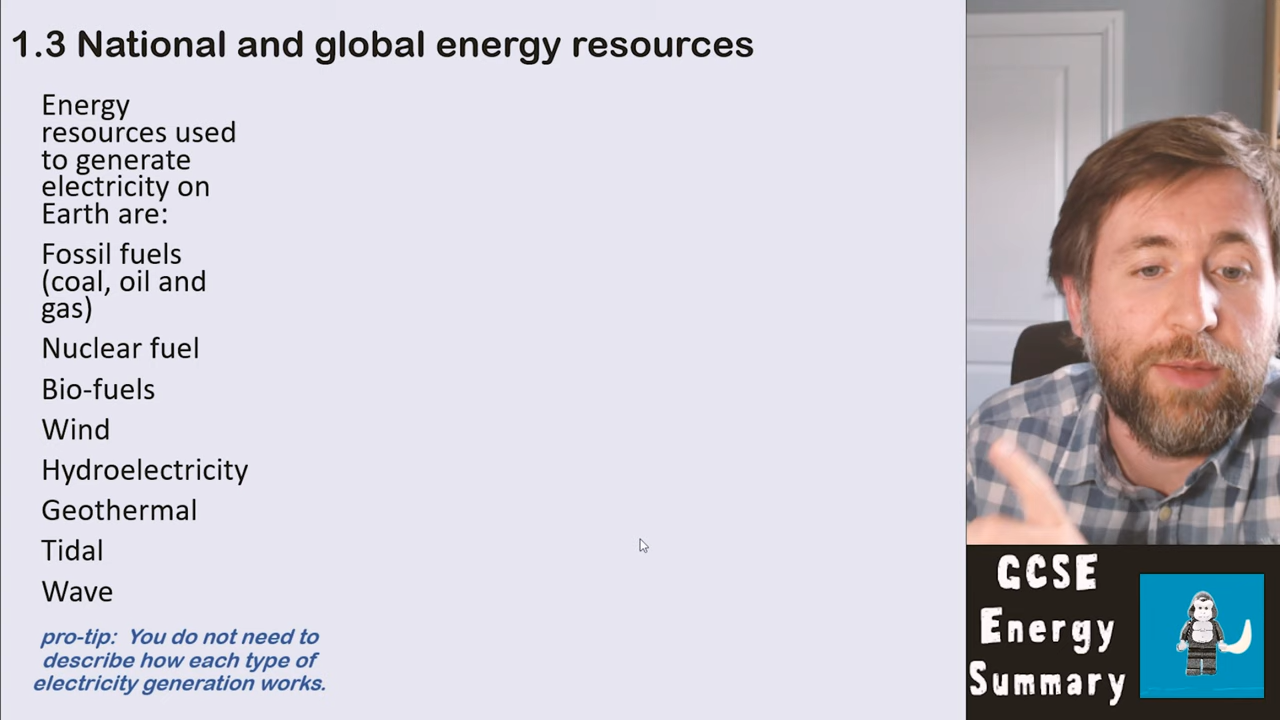 1.3 National and global energy resources
Energy
resources used
to generate
electricity on
Earth are:
Fossil fuels
(coal, oil and
gas)
Nuclear fuel
Bio-fuels
Wind
Hydroelectricity
Geothermal
Tidal
Wave
pro-tip: You do not need to
describe how each type of
electricity generation works.
GCSE
Energy
Summary